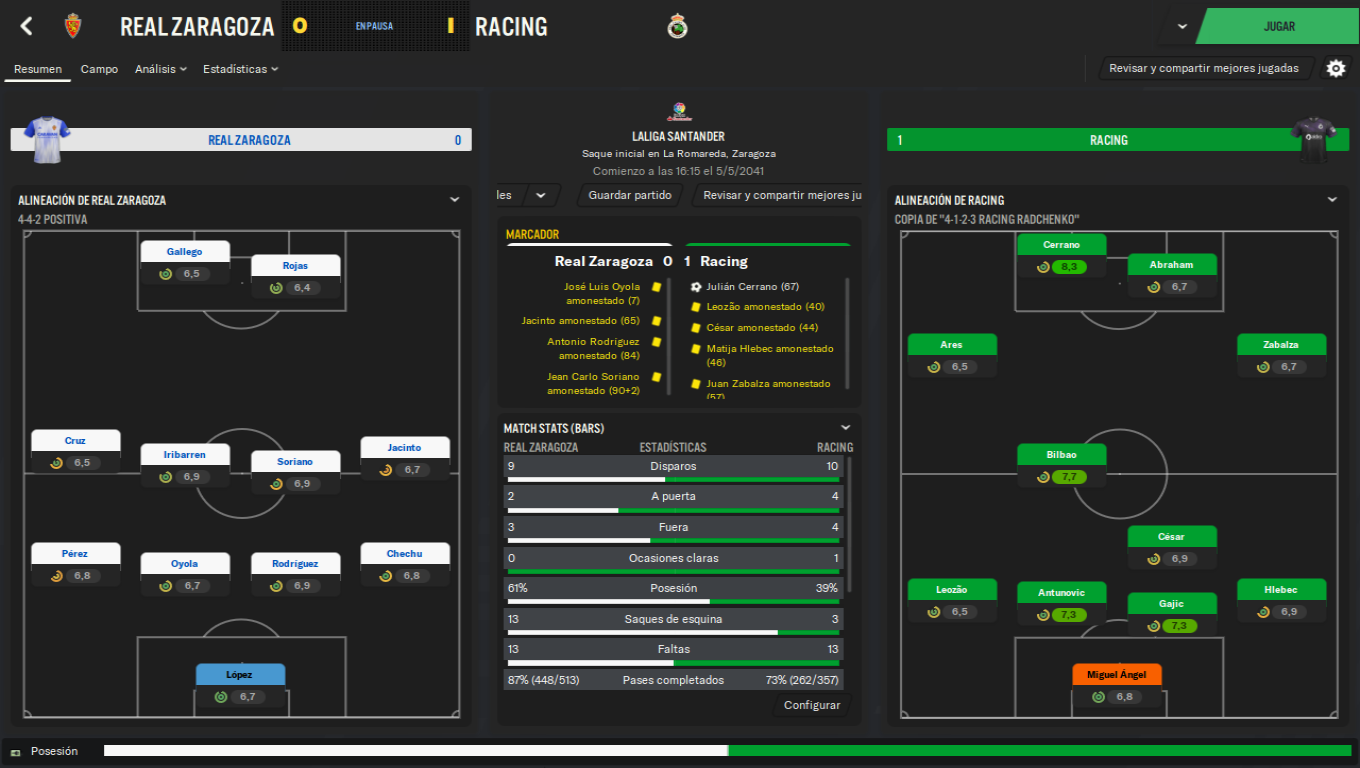 REAL ZARAGOZA 0 EN PAUSA 1 RACING
JUGAR
Resumen Campo Análisis Estadísticas
Revisar y compartir mejores jugadas
REAL ZARAGOZA 0
LALIGA SANTANDER
Saque inicial en La Romareda, Zaragoza
Comienzo a las 16:15 el 5/5/2041
1 RACING
les Guardar partido Revisar y compartir mejores ju
ALINEACIÓN DE REAL ZARAGOZA
4-4-2 POSITIVA
Gallego
6,5
Rojas
6,4
Cruz
6,5
Iribarren
6,9
Soriano
6,9
Jacinto
6,7
Pérez
6,8
Oyola
6,7
Rodríguez
6,9
Chechu
6,8
López
6,7
MARCADOR
Real Zaragoza 0 1 Racing
José Luis Oyola
amonestado (7)
Jacinto amonestado (65)
Antonio Rodríguez
amonestado (84)
Jean Carlo Soriano
amonestado (90+2)
Julián Cerrano (67)
Leozão amonestado (40)
César amonestado (44)
Matija Hlebec amonestado
(46)
Juan Zabalza amonestado
(57)
MATCH STATS (BARS)
REAL ZARAGOZA ESTADÍSTICAS RACING
9 Disparos 10
2 A puerta 4
3 Fuera 4
0 Ocasiones claras 1
61% Posesión 39%
13 Saques de esquina 3
13 Faltas 13
87% (448/513) Pases completados 73% (262/357)
Configurar
ALINEACIÓN DE RACING
COPIA DE "4-1-2-3 RACING RADCHENKO"
Cerrano
8,3
Abraham
6,7
Ares
6,5
Zabalza
6,7
Bilbao
7,7
César
6,9
Leozão
6,5
Antunovic
7,3
Gajic
7,3
Hlebec
6,9
Miguel Ángel
6,8
Posesión